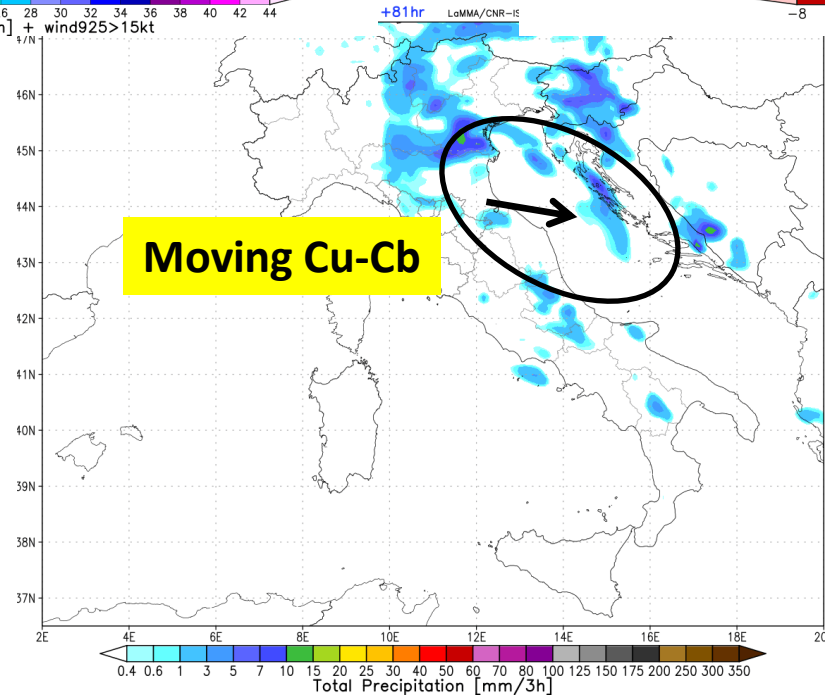 28 30 32 34 36 38 40 42 44
+81hr LaMMA/CNR-IS
-8
] + wind925>15kt
47N
46N
45N
44N
Moving Cu-Cb
43N
42N
41N
40N
39N
38N
37N
2E 4E 6E 8E 10E 12E 14E 16E 18E
0.4 0.6 1 3 5 7 10 15 20 25 30 40 50 60 70 80 100 125 150 175 200 250 300 350
Total Precipitation [mm/3h]